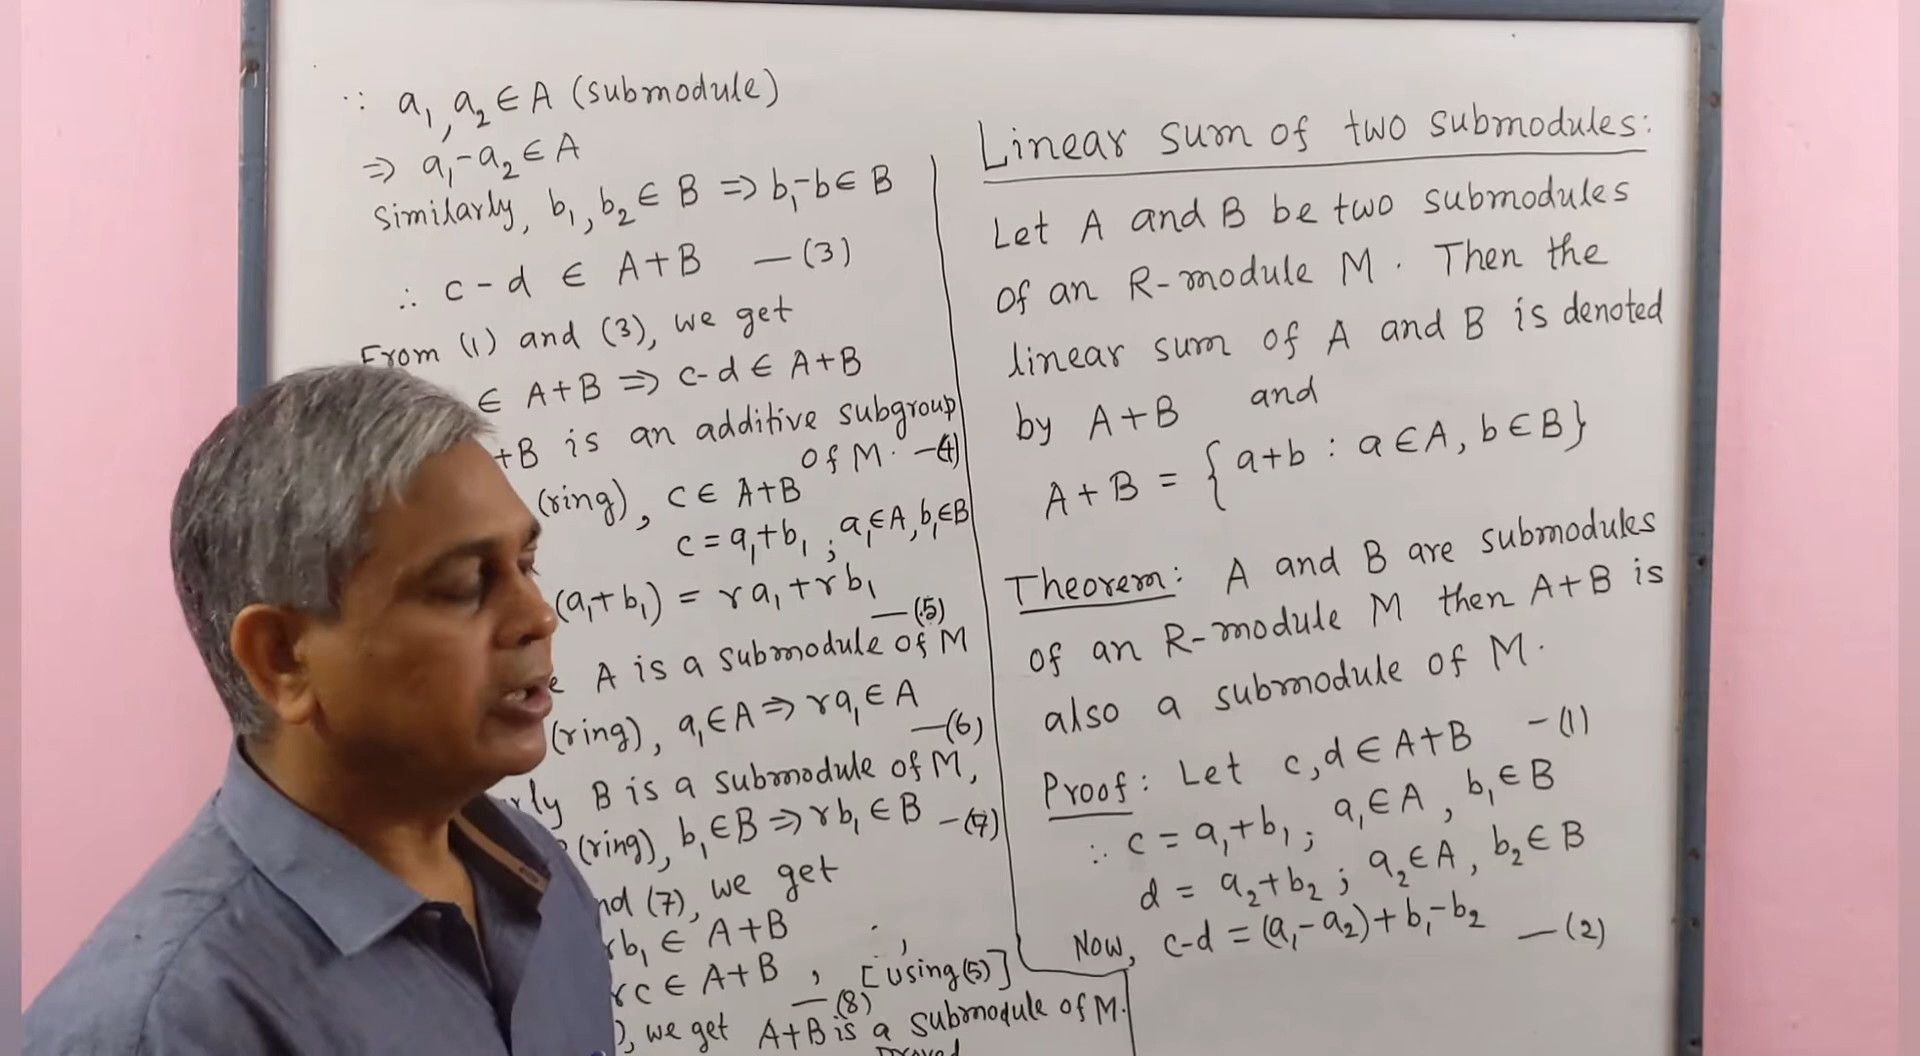 Linear sum of two submodules:
Let A and B be two submodules
of an R-module M. Then the
linear sum of A and B is denoted
by A+B and
A+B = {a+b : a∈A, b∈B}
Theorem: A and B are submodules
of an R-module M then A+B is
also a submodule of M.
Proof: Let c,d∈A+B –(1)
∴ c = a₁+b₁; a₁∈A, b₁∈B
d = a₂+b₂; a₂∈A, b₂∈B
Now, c-d = (a₁-a₂)+b₁-b₂ —(2)
∵ a₁, a₂∈A (submodule)
⇒ a₁-a₂∈A
similarly, b₁, b₂∈B ⇒ b₁-b∈B
∴ c-d ∈ A+B —(3)
From (1) and (3), we get
∈ A+B ⇒ c-d∈A+B
+B is an additive subgroup
of M. –(4)
(ring), c∈A+B
c = a₁+b₁; a₁∈A, b₁∈B
(a₁+b₁) = ra₁+rb₁
—(5)
A is a submodule of M
(ring), a₁∈A ⇒ ra₁∈A
—(6)
B is a submodule of M,
(ring), b₁∈B ⇒ rb₁∈B –(7)
(7), we get
rb₁ ∈ A+B
rc∈A+B, [using(5)]
—(8)
), we get A+B is a submodule of M.
proved